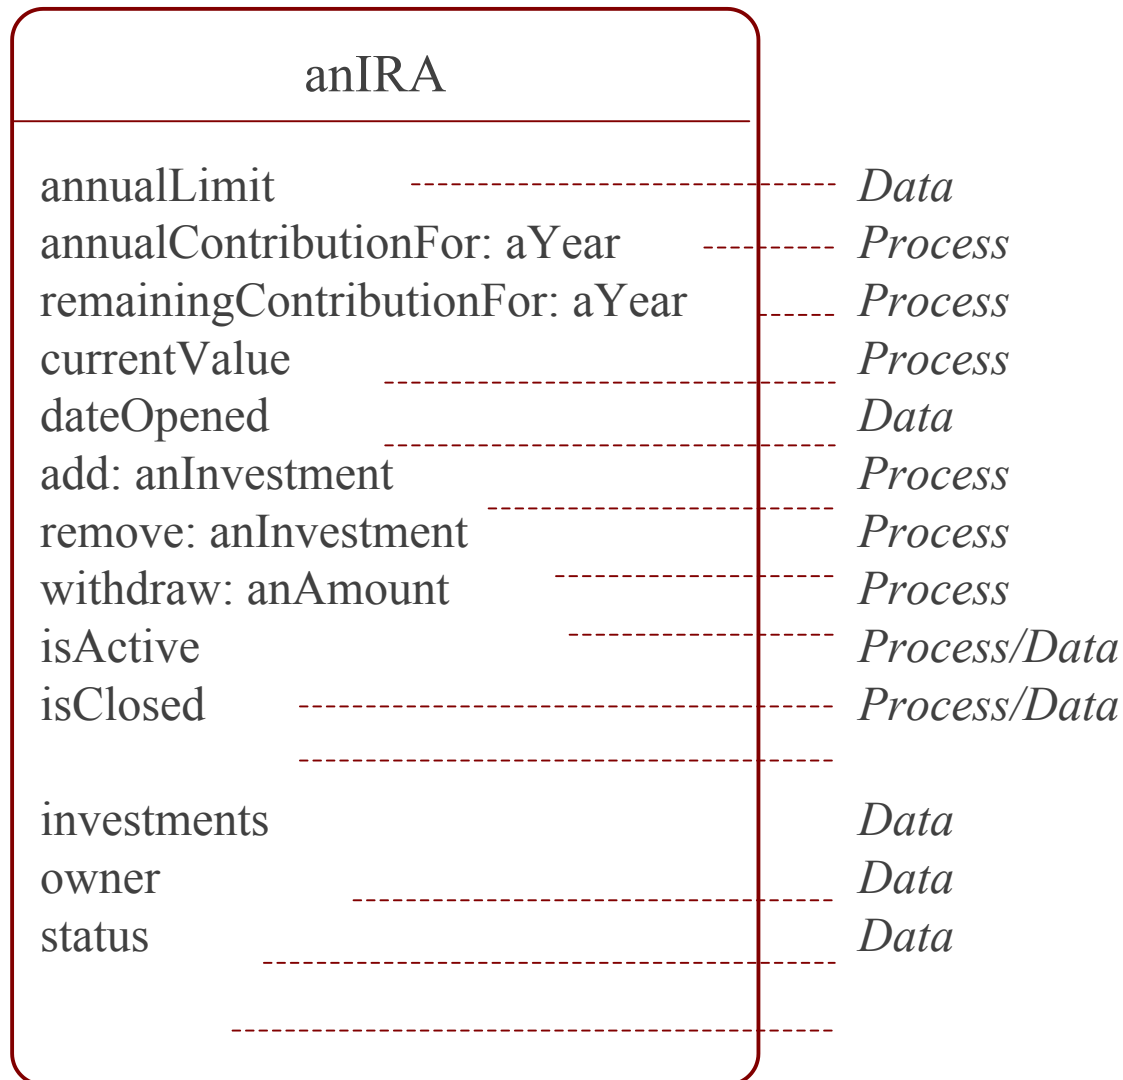 anIRA
annualLimit Data
annualContributionFor: aYear Process
remainingContributionFor: aYear Process
currentValue Process
dateOpened Data
add: anInvestment Process
remove: anInvestment Process
withdraw: anAmount Process
isActive Process/Data
isClosed Process/Data
investments Data
owner Data
status Data